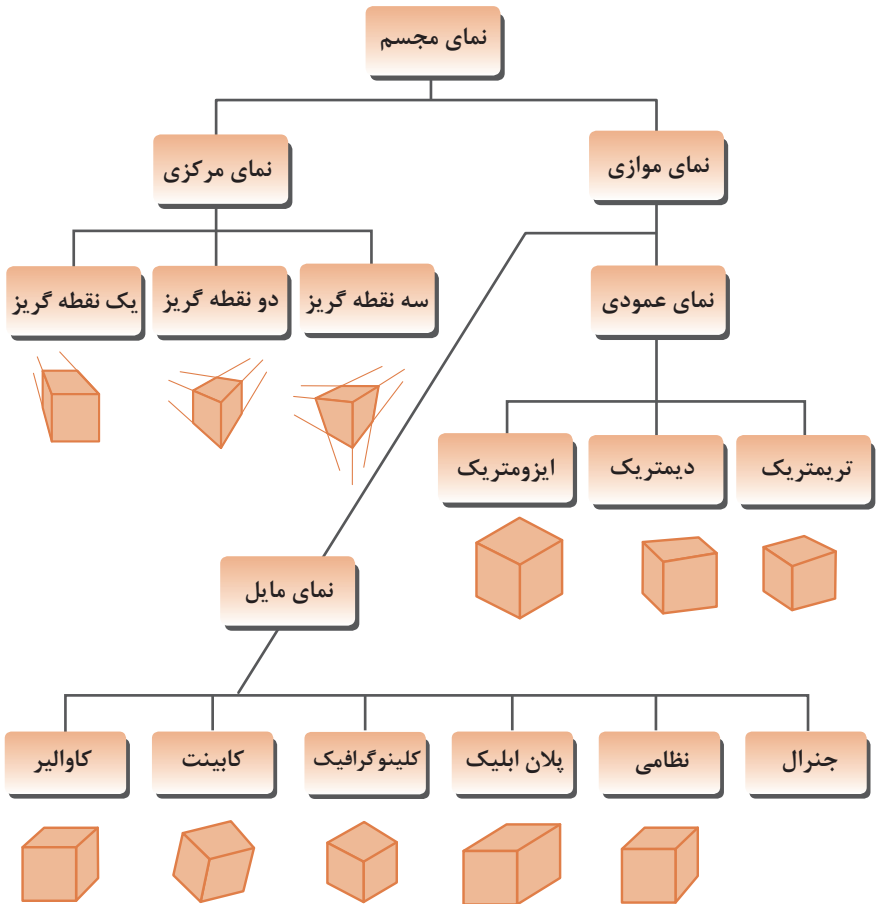 نمای مجسم
نمای موازی
نمای مرکزی
نمای عمودی
سه نقطه گریز
دو نقطه گریز
یک نقطه گریز
تریمتریک
دیمتریک
ایزومتریک
نمای مایل
جنرال
نظامی
پلان ابلیک
کلینوگرافیک
کابینت
کاوالیر